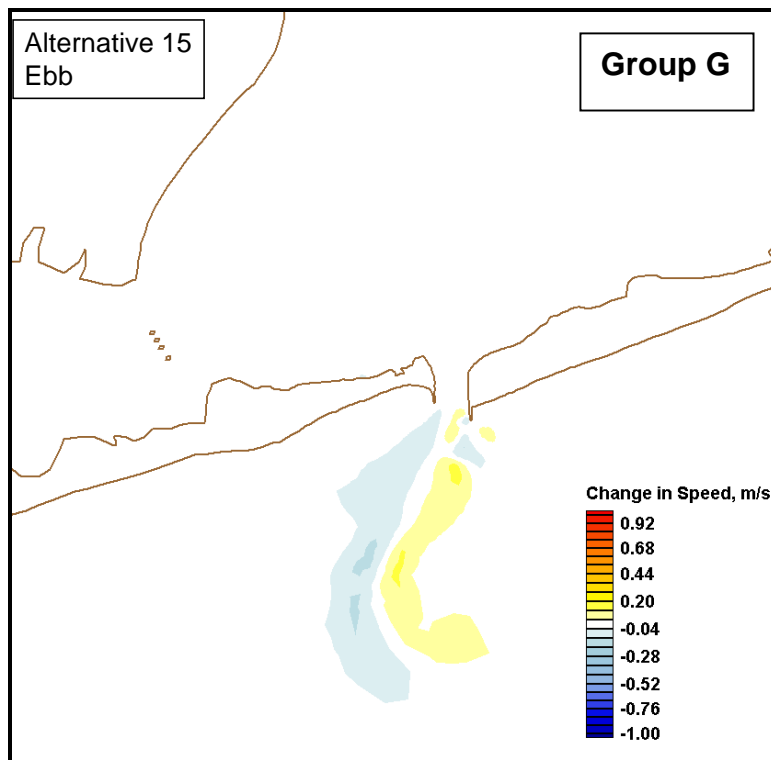 Alternative 15
Ebb
Group G
Change in Speed, m/s
0.92
0.68
0.44
0.20
-0.04
-0.28
-0.52
-0.76
-1.00